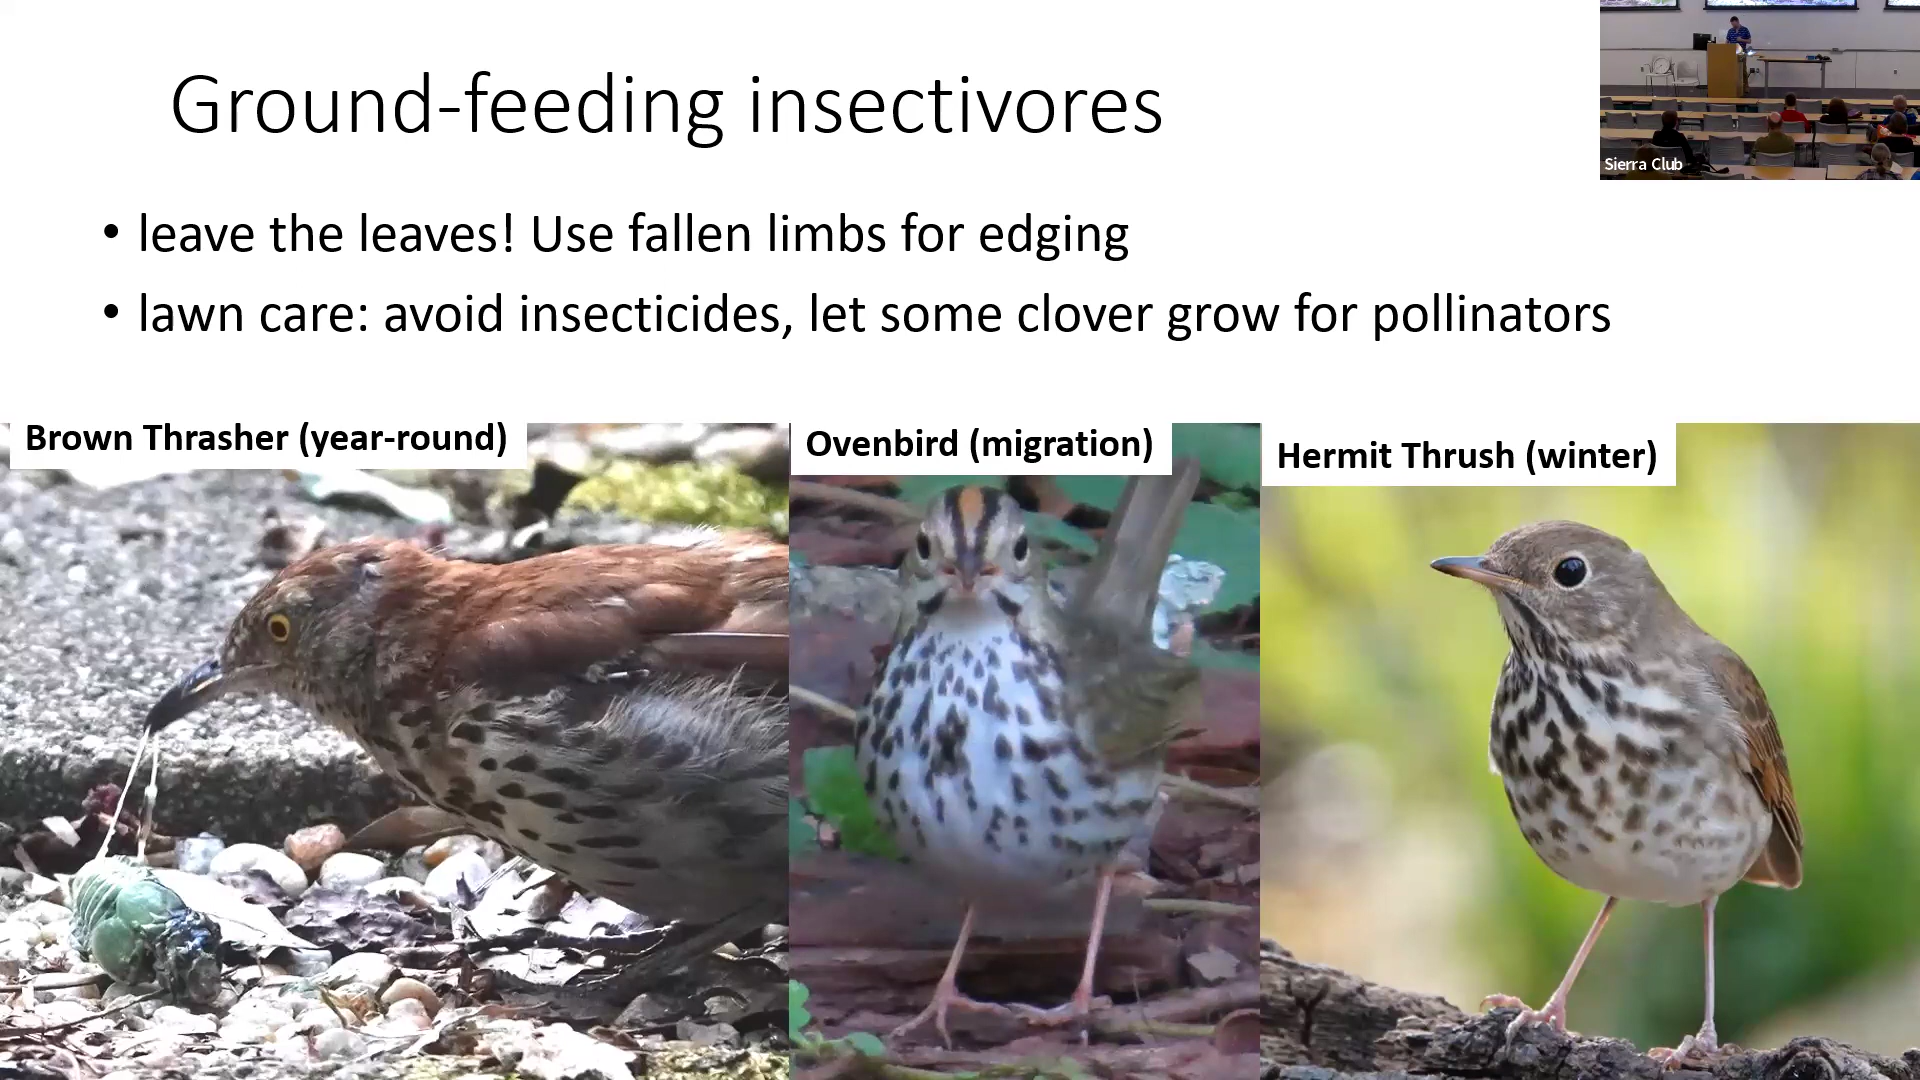 Ground-feeding insectivores
Sierra Club
• leave the leaves! Use fallen limbs for edging
• lawn care: avoid insecticides, let some clover grow for pollinators
Brown Thrasher (year-round)
Ovenbird (migration)
Hermit Thrush (winter)